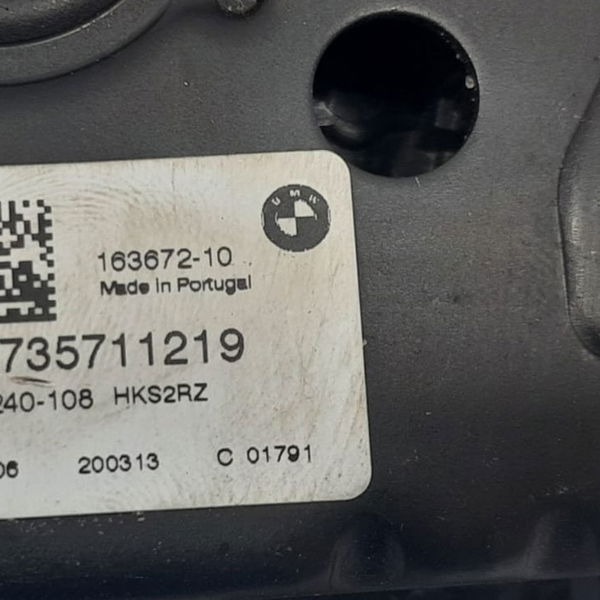 163672-10
Made in Portugal
735711219
240-108 HKS2RZ
06 200313 C 01791